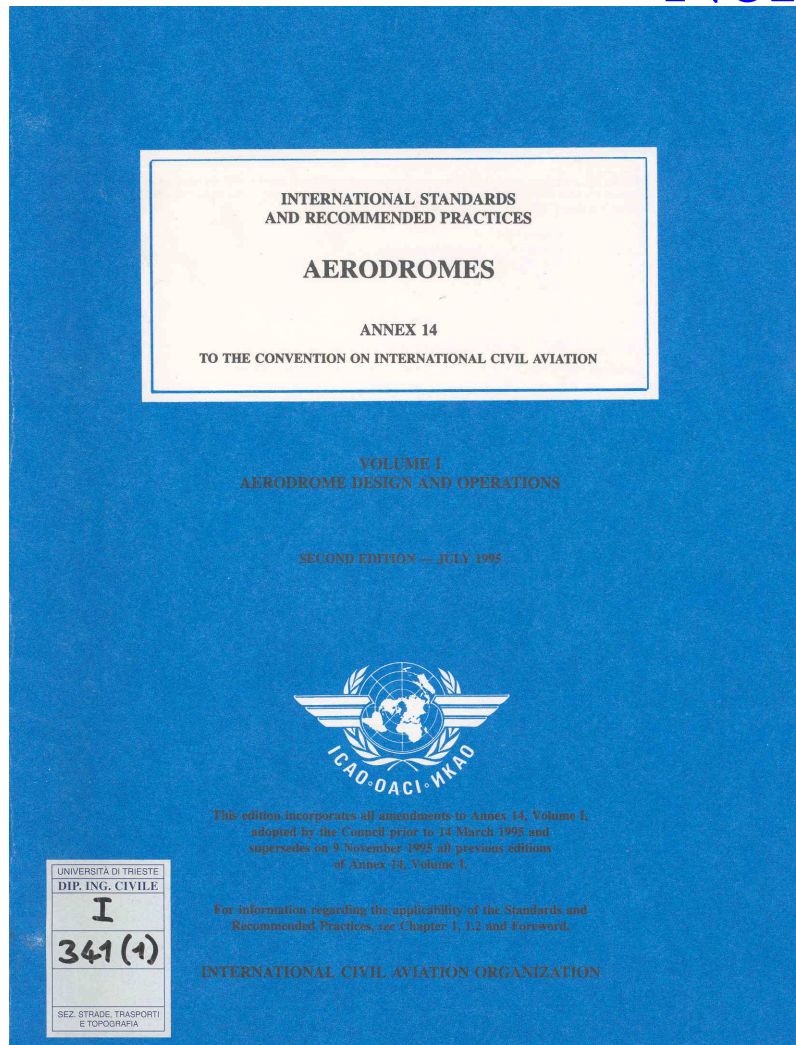 INTERNATIONAL STANDARDS
AND RECOMMENDED PRACTICES
AERODROMES
ANNEX 14
TO THE CONVENTION ON INTERNATIONAL CIVIL AVIATION
VOLUME I
AERODROME DESIGN AND OPERATIONS
SECOND EDITION — JULY 1995
ICAO · OACI · ИКАО
This edition incorporates all amendments to Annex 14, Volume I,
adopted by the Council prior to 14 March 1995 and
supersedes on 9 November 1995 all previous editions
of Annex 14, Volume I.
For information regarding the applicability of the Standards and
Recommended Practices, see Chapter 1, 1.2 and Foreword.
INTERNATIONAL CIVIL AVIATION ORGANIZATION
UNIVERSITÀ DI TRIESTE
DIP. ING. CIVILE
I
341 (1)
SEZ. STRADE, TRASPORTI
E TOPOGRAFIA